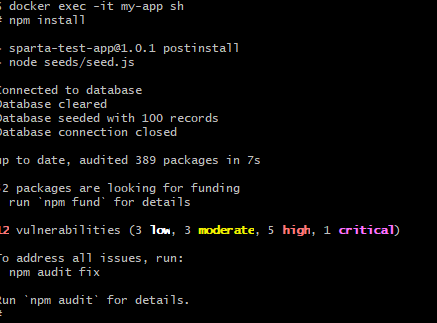 $ docker exec -it my-app sh
# npm install
> sparta-test-app@1.0.1 postinstall
> node seeds/seed.js
Connected to database
Database cleared
Database seeded with 100 records
Database connection closed
up to date, audited 389 packages in 7s
52 packages are looking for funding
run `npm fund` for details
12 vulnerabilities (3 low, 3 moderate, 5 high, 1 critical)
To address all issues, run:
npm audit fix
Run `npm audit` for details.
#